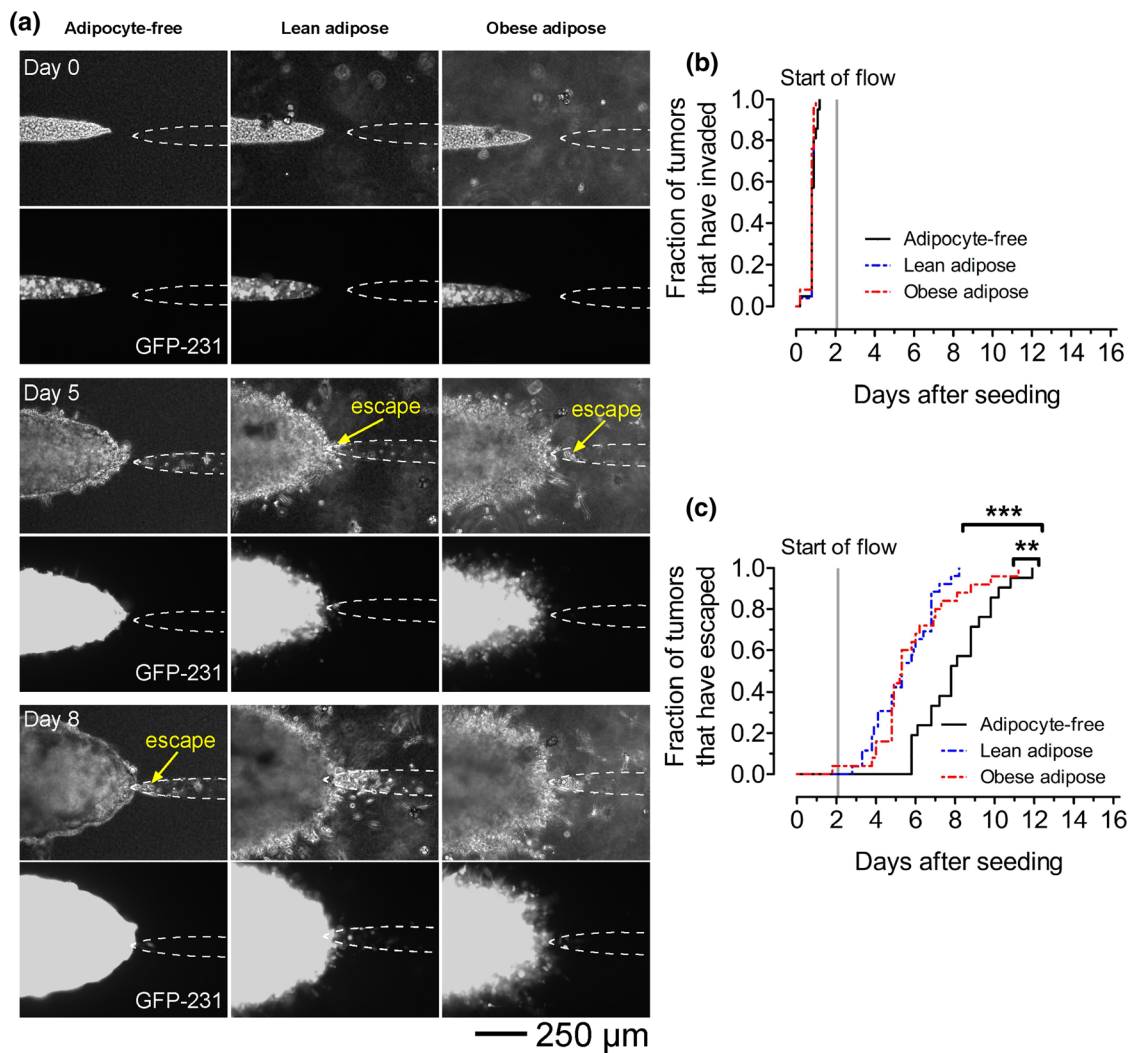 (a)
Adipocyte-free
Lean adipose
Obese adipose
Day 0
GFP-231
Day 5
escape
escape
GFP-231
Day 8
escape
GFP-231
250 μm
(b)
Start of flow
Fraction of tumors
that have invaded
1.0
0.8
0.6
0.4
0.2
0.0
Adipocyte-free
Lean adipose
Obese adipose
0 2 4 6 8 10 12 14 16
Days after seeding
(c)
***
**
Start of flow
Fraction of tumors
that have escaped
1.0
0.8
0.6
0.4
0.2
0.0
Adipocyte-free
Lean adipose
Obese adipose
0 2 4 6 8 10 12 14 16
Days after seeding